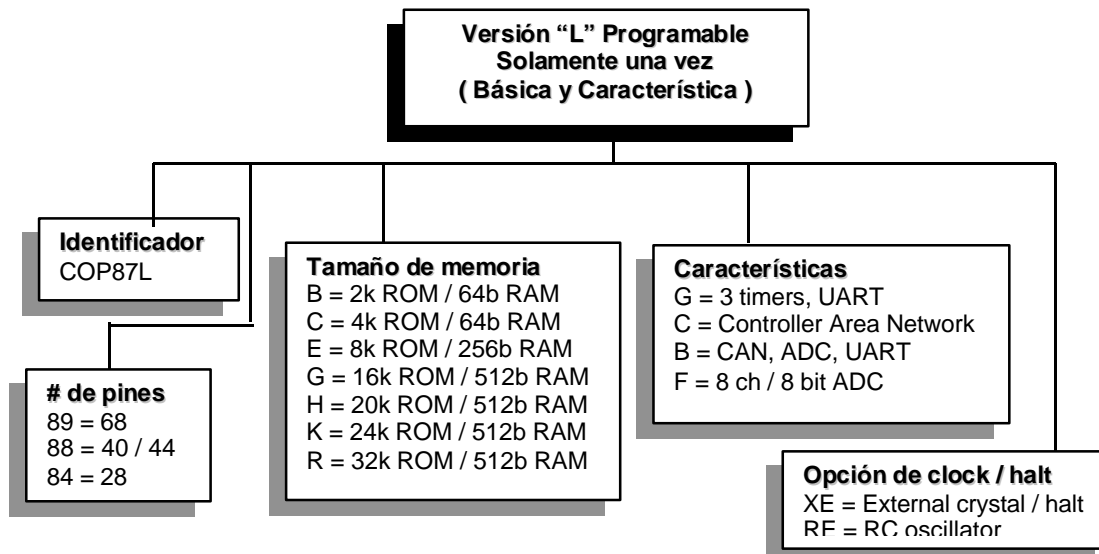 Versión “L” Programable
Solamente una vez
( Básica y Característica )
Identificador
COP87L
# de pines
89 = 68
88 = 40 / 44
84 = 28
Tamaño de memoria
B = 2k ROM / 64b RAM
C = 4k ROM / 64b RAM
E = 8k ROM / 256b RAM
G = 16k ROM / 512b RAM
H = 20k ROM / 512b RAM
K = 24k ROM / 512b RAM
R = 32k ROM / 512b RAM
Características
G = 3 timers, UART
C = Controller Area Network
B = CAN, ADC, UART
F = 8 ch / 8 bit ADC
Opción de clock / halt
XE = External crystal / halt
RE = RC oscillator